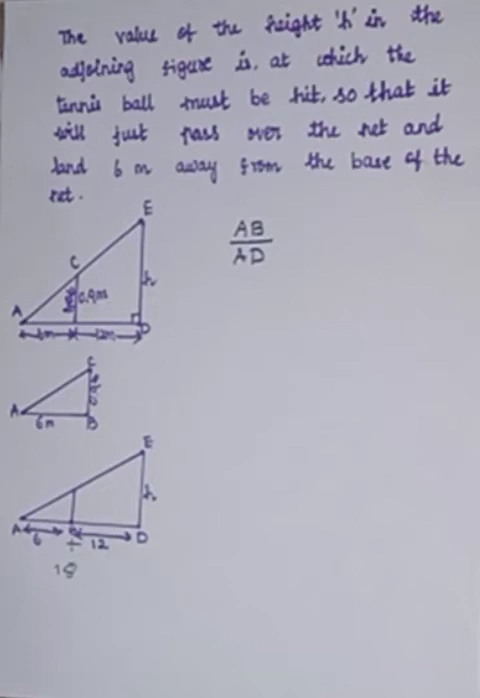 The value of the height 'h' in the
adjoining figure is, at which the
tennis ball must be hit, so that it
will just pass over the net and
land 6 m away from the base of the
net.
AB
AD
E
C
h
0.9m
A
D
6m
12m
C
A
6m
B
E
h
A
D
6
12
+
18